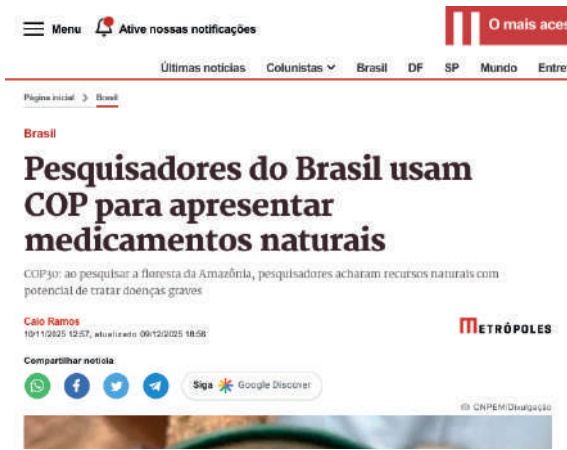 Menu Ative nossas notificações
O mais aces
Últimas notícias Colunistas Brasil DF SP Mundo Entre
Página inicial > Brasil
Brasil
Pesquisadores do Brasil usam
COP para apresentar
medicamentos naturais
COP30: ao pesquisar a floresta da Amazônia, pesquisadores acharam recursos naturais com
potencial de tratar doenças graves
Caio Ramos
10/11/2025 12:57, atualizado 09/12/2025 18:56
METRÓPOLES
Compartilhar notícia
Siga Google Discover
CNPEM/Divulgação